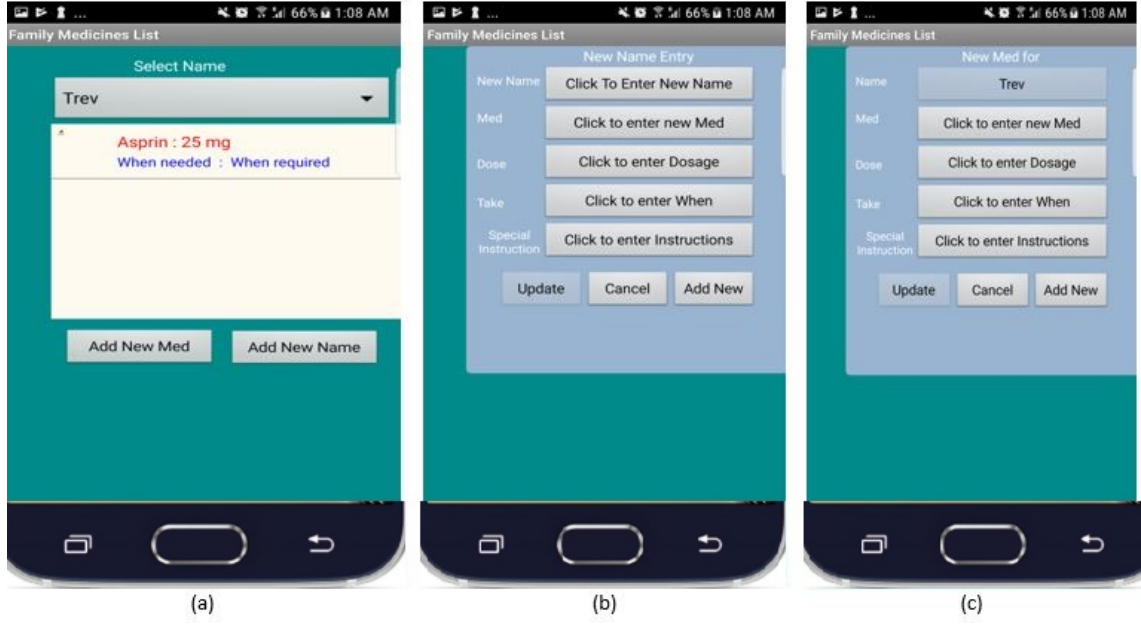 ... 66% 1:08 AM
Family Medicines List
Select Name
Trev
Asprin : 25 mg
When needed : When required
Add New Med Add New Name
(a)
... 66% 1:08 AM
Family Medicines List
New Name Entry
New Name Click To Enter New Name
Med Click to enter new Med
Dose Click to enter Dosage
Take Click to enter When
Special
Instruction Click to enter Instructions
Update Cancel Add New
(b)
... 66% 1:08 AM
Family Medicines List
New Med for
Name Trev
Med Click to enter new Med
Dose Click to enter Dosage
Take Click to enter When
Special
Instruction Click to enter Instructions
Update Cancel Add New
(c)